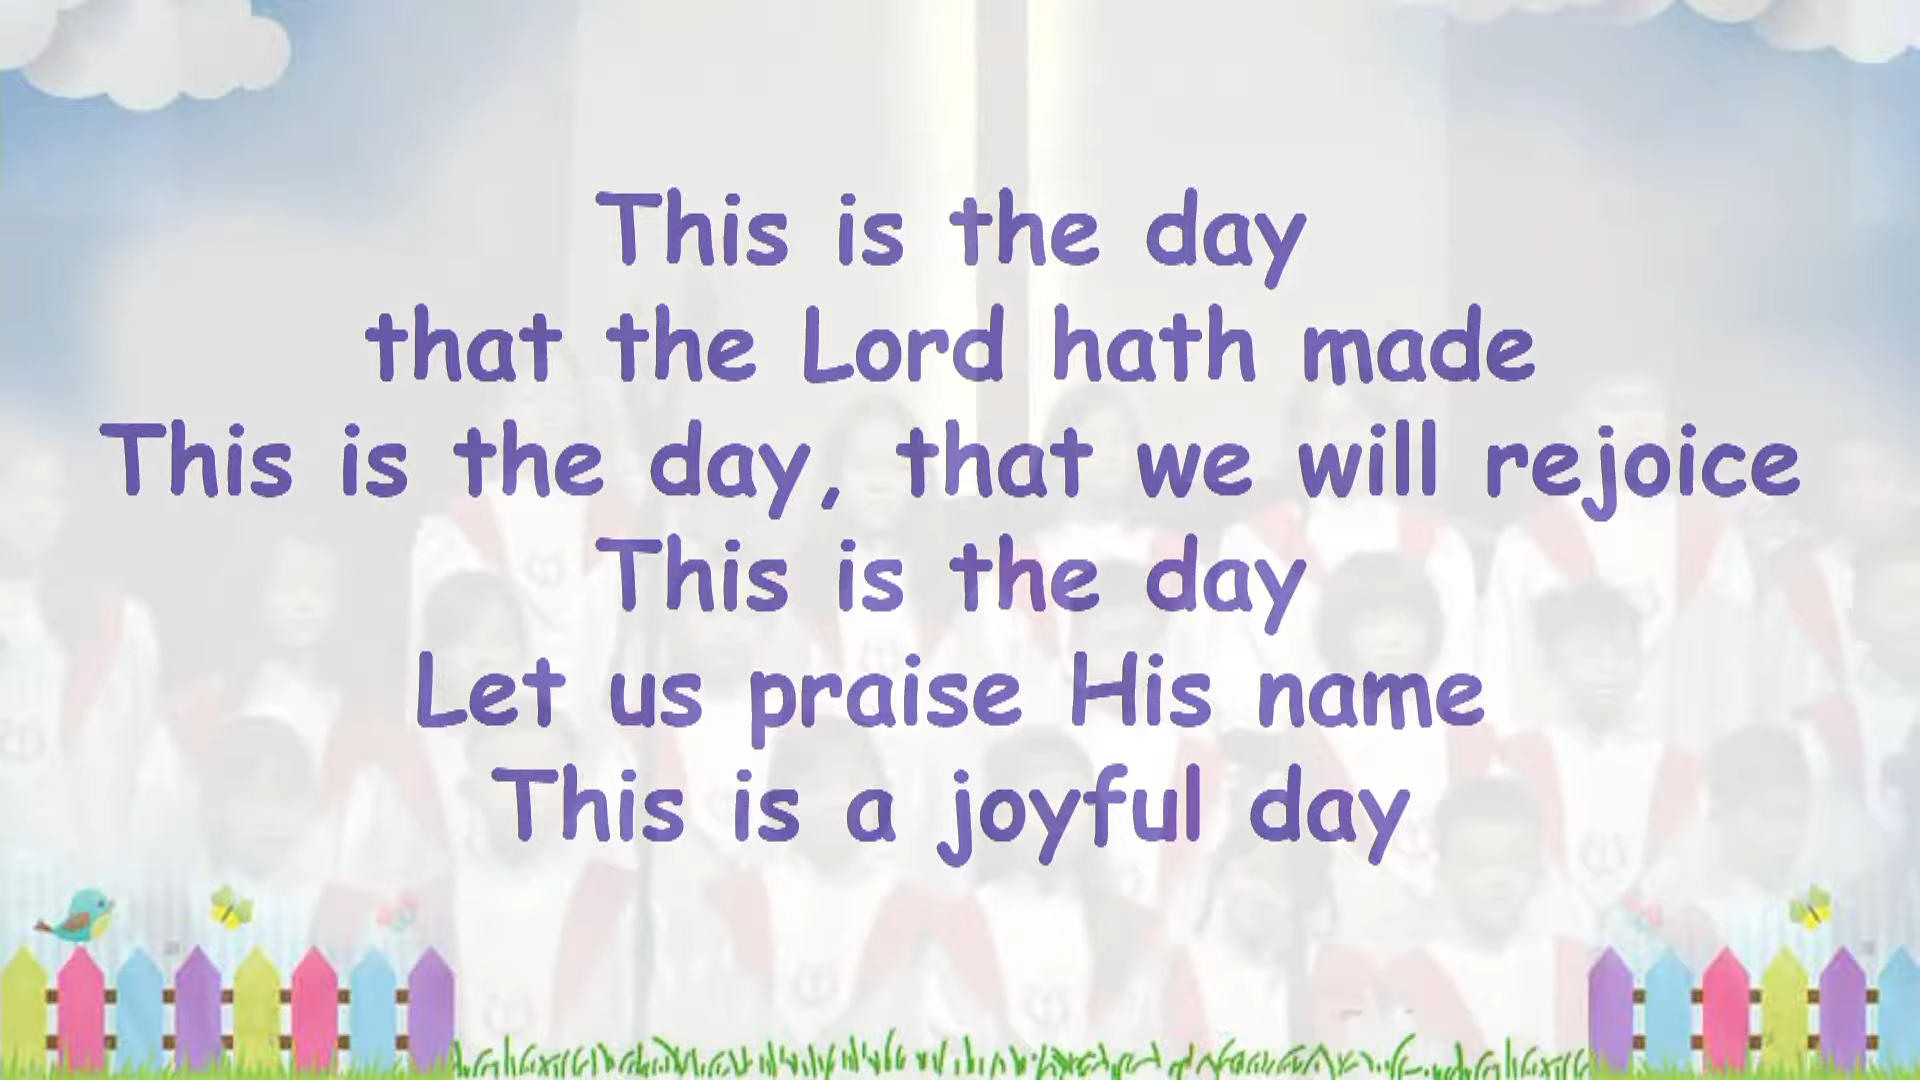 This is the day
that the Lord hath made
This is the day, that we will rejoice
This is the day
Let us praise His name
This is a joyful day